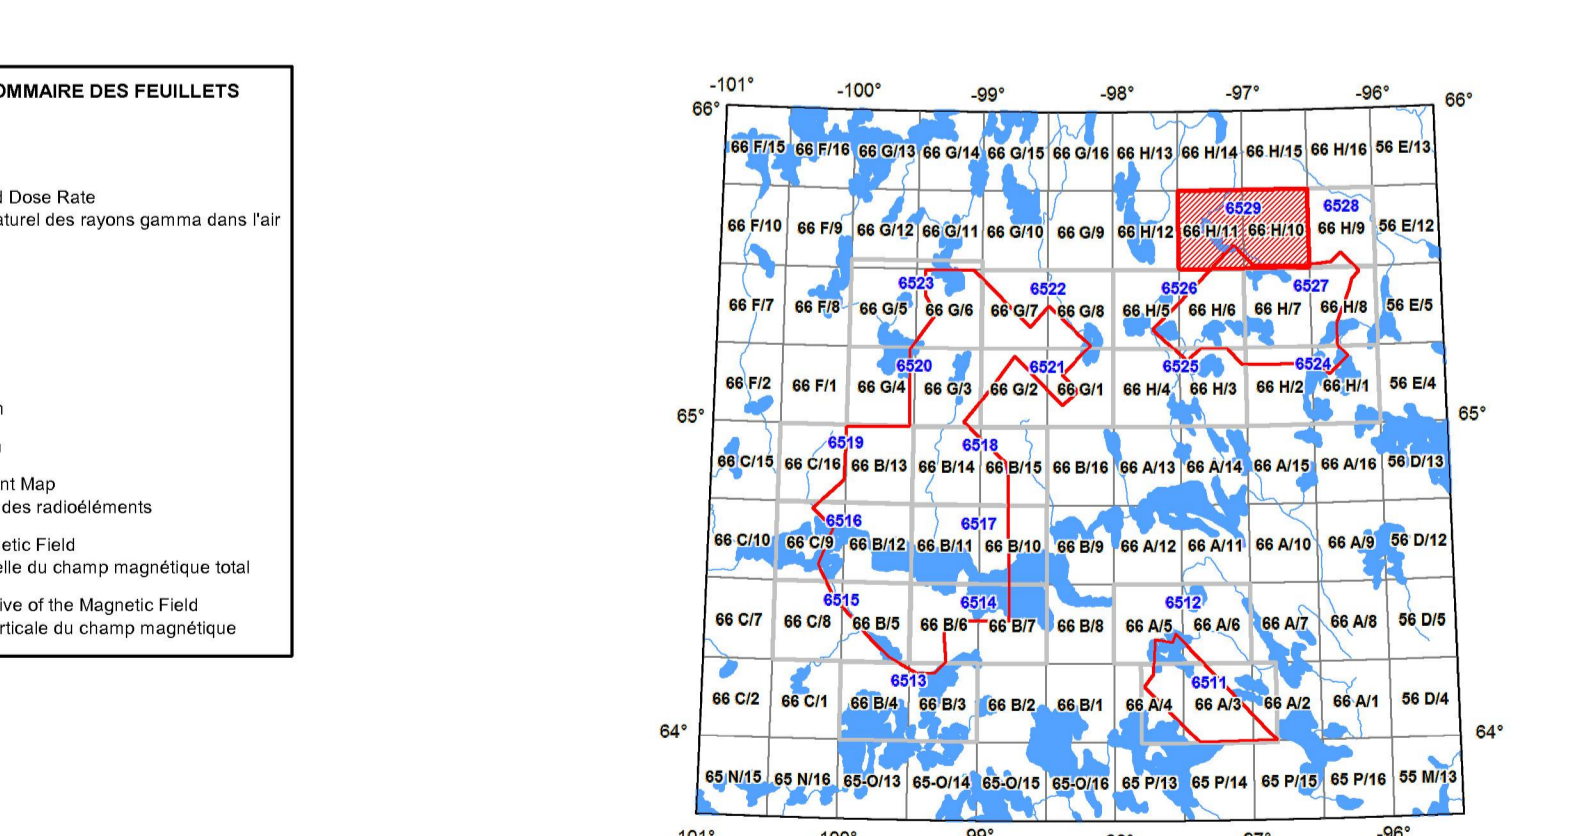 OMMAIRE DES FEUILLETS
d Dose Rate
aturel des rayons gamma dans l'air
n
nt Map
des radioéléments
etic Field
elle du champ magnétique total
ive of the Magnetic Field
rticale du champ magnétique
-101° -100° -99° -98° -97° -96°
66° 66°
66 F/15 66 F/16 66 G/13 66 G/14 66 G/15 66 G/16 66 H/13 66 H/14 66 H/15 66 H/16 56 E/13
6529 6528
66 F/10 66 F/9 66 G/12 66 G/11 66 G/10 66 G/9 66 H/12 66 H/11 66 H/10 66 H/9 56 E/12
6523 6522 6526 6527
66 F/7 66 F/8 66 G/5 66 G/6 66 G/7 66 G/8 66 H/5 66 H/6 66 H/7 66 H/8 56 E/5
6520 6521 6525 6524
66 F/2 66 F/1 66 G/4 66 G/3 66 G/2 66 G/1 66 H/4 66 H/3 66 H/2 66 H/1 56 E/4
65° 65°
6519 6518
66 C/15 66 C/16 66 B/13 66 B/14 66 B/15 66 B/16 66 A/13 66 A/14 66 A/15 66 A/16 56 D/13
6516 6517
66 C/10 66 C/9 66 B/12 66 B/11 66 B/10 66 B/9 66 A/12 66 A/11 66 A/10 66 A/9 56 D/12
6515 6514 6512
66 C/7 66 C/8 66 B/5 66 B/6 66 B/7 66 B/8 66 A/5 66 A/6 66 A/7 66 A/8 56 D/5
6513 6511
66 C/2 66 C/1 66 B/4 66 B/3 66 B/2 66 B/1 66 A/4 66 A/3 66 A/2 66 A/1 56 D/4
64° 64°
65 N/15 65 N/16 65-O/13 65-O/14 65-O/15 65-O/16 65 P/13 65 P/14 65 P/15 65 P/16 55 M/13